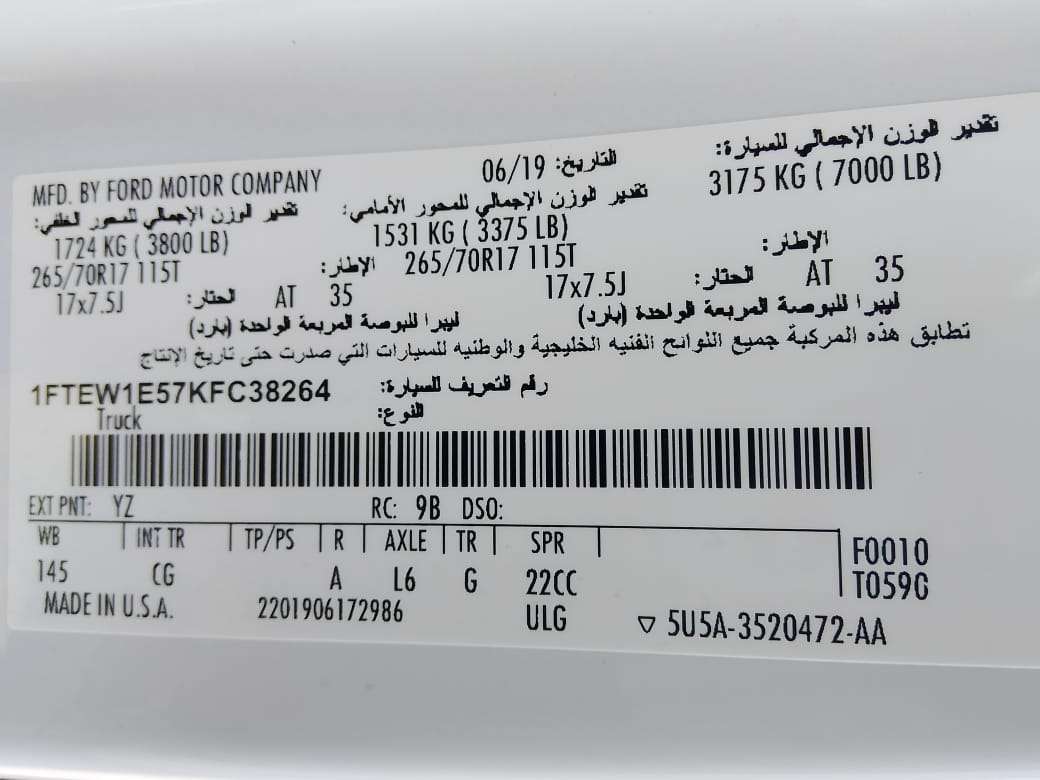 تقدير الوزن الإجمالي للسيارة:
MFD. BY FORD MOTOR COMPANY التاريخ: 06/19 3175 KG ( 7000 LB)
تقدير الوزن الإجمالي للمحور الأمامي: تقدير الوزن الإجمالي للمحور الخلفي:
1724 KG ( 3800 LB) 1531 KG ( 3375 LB)
265/70R17 115T الإطار: 265/70R17 115T الإطار:
17x7.5J الحتار: AT 35 17x7.5J الحتار: AT 35
ليبرا للبوصة المربعة الواحدة (بارد) ليبرا للبوصة المربعة الواحدة (بارد)
تطابق هذه المركبة جميع اللوائح الفنيه الخليجية والوطنيه للسيارات التي صدرت حتى تاريخ الإنتاج
1FTEW1E57KFC38264 رقم التعريف للسيارة:
Truck النوع:
EXT PNT: YZ RC: 9B DSO:
WB INT TR TP/PS R AXLE TR SPR
145 CG A L6 G 22CC
F0010
T059G
MADE IN U.S.A. 2201906172986 ULG ▽ 5U5A-3520472-AA